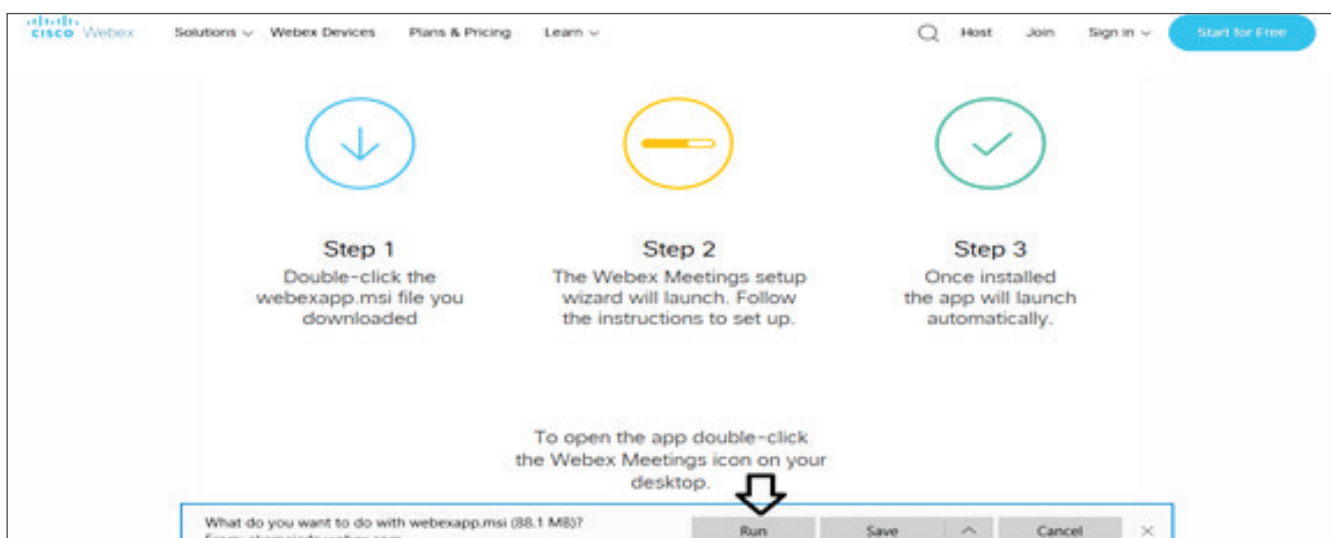 CISCO Webex Solutions Webex Devices Plans & Pricing Learn Host Join Sign in Start for Free
Step 1
Double-click the
webexapp.msi file you
downloaded
Step 2
The Webex Meetings setup
wizard will launch. Follow
the instructions to set up.
Step 3
Once installed
the app will launch
automatically.
To open the app double-click
the Webex Meetings icon on your
desktop.
What do you want to do with webexapp.msi (88.1 MB)?
Run Save Cancel
From: